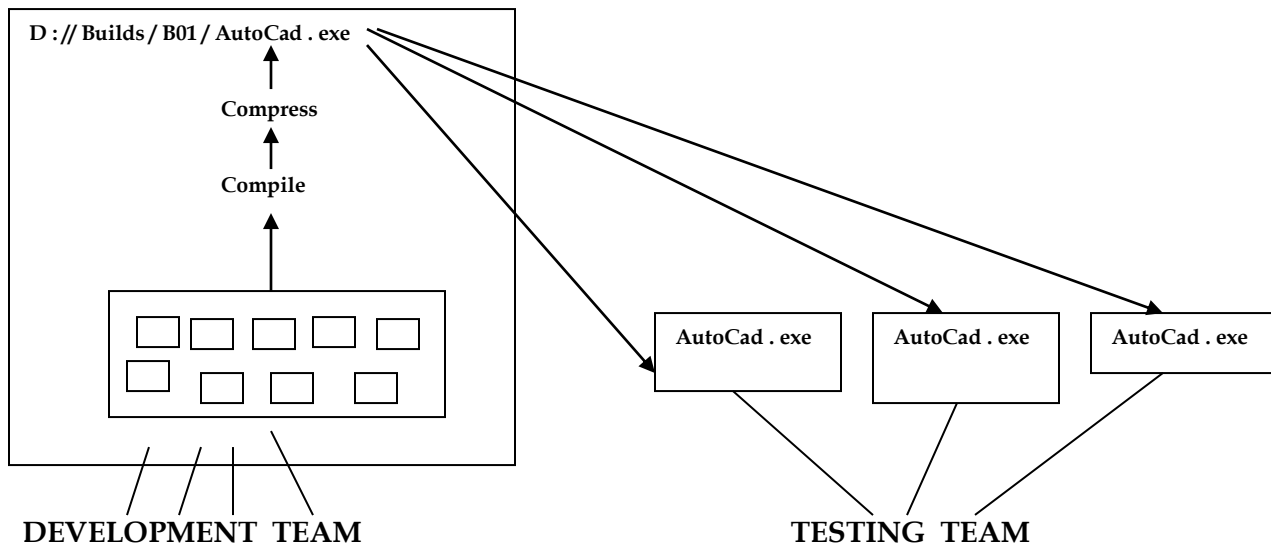 D : // Builds / B01 / AutoCad . exe
Compress
Compile
AutoCad . exe
AutoCad . exe
AutoCad . exe
DEVELOPMENT TEAM
TESTING TEAM